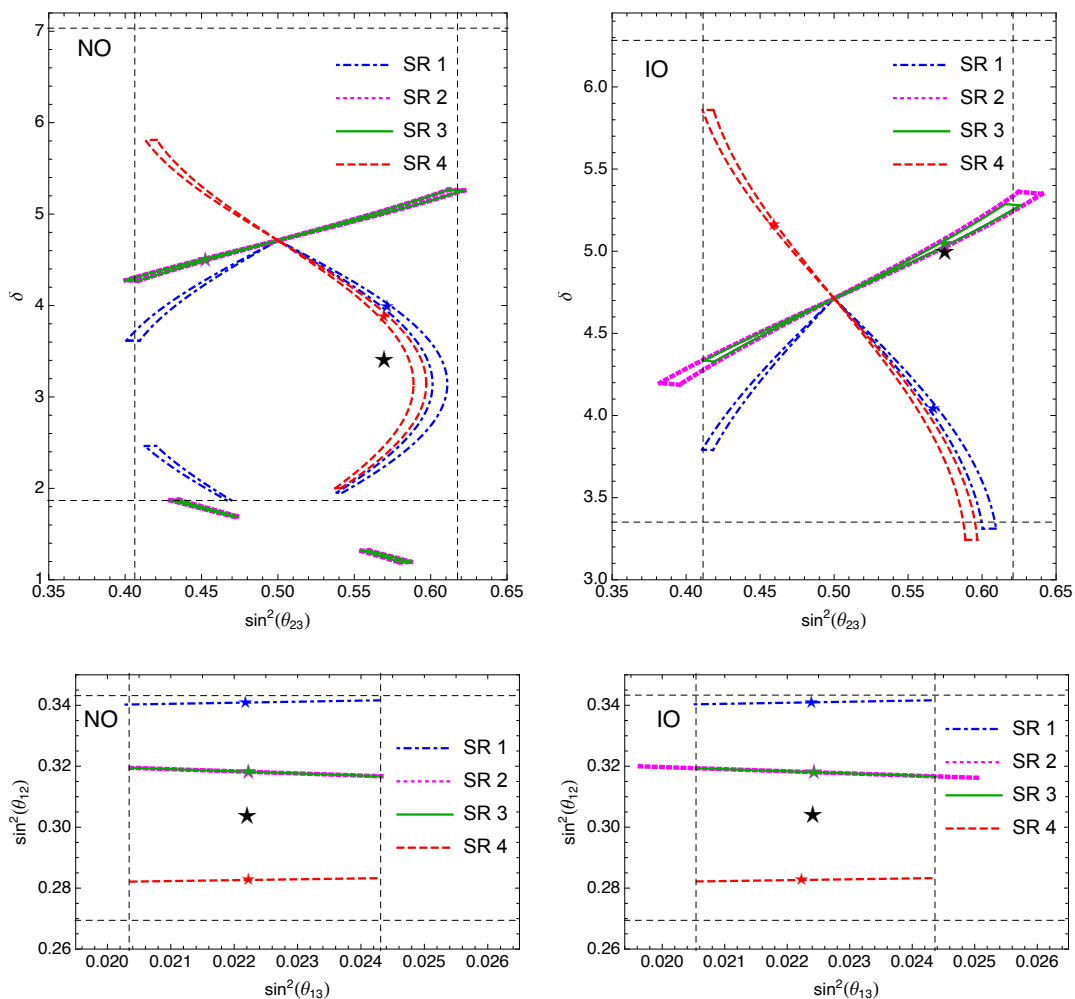 NO
SR 1
SR 2
SR 3
SR 4
7
6
5
4
3
2
1
δ
0.35 0.40 0.45 0.50 0.55 0.60 0.65
sin²(θ₂₃)
IO
SR 1
SR 2
SR 3
SR 4
6.0
5.5
5.0
4.5
4.0
3.5
3.0
δ
0.35 0.40 0.45 0.50 0.55 0.60 0.65
sin²(θ₂₃)
NO
SR 1
SR 2
SR 3
SR 4
0.34
0.32
0.30
0.28
0.26
sin²(θ₁₂)
0.020 0.021 0.022 0.023 0.024 0.025 0.026
sin²(θ₁₃)
IO
SR 1
SR 2
SR 3
SR 4
0.34
0.32
0.30
0.28
0.26
sin²(θ₁₂)
0.020 0.021 0.022 0.023 0.024 0.025 0.026
sin²(θ₁₃)